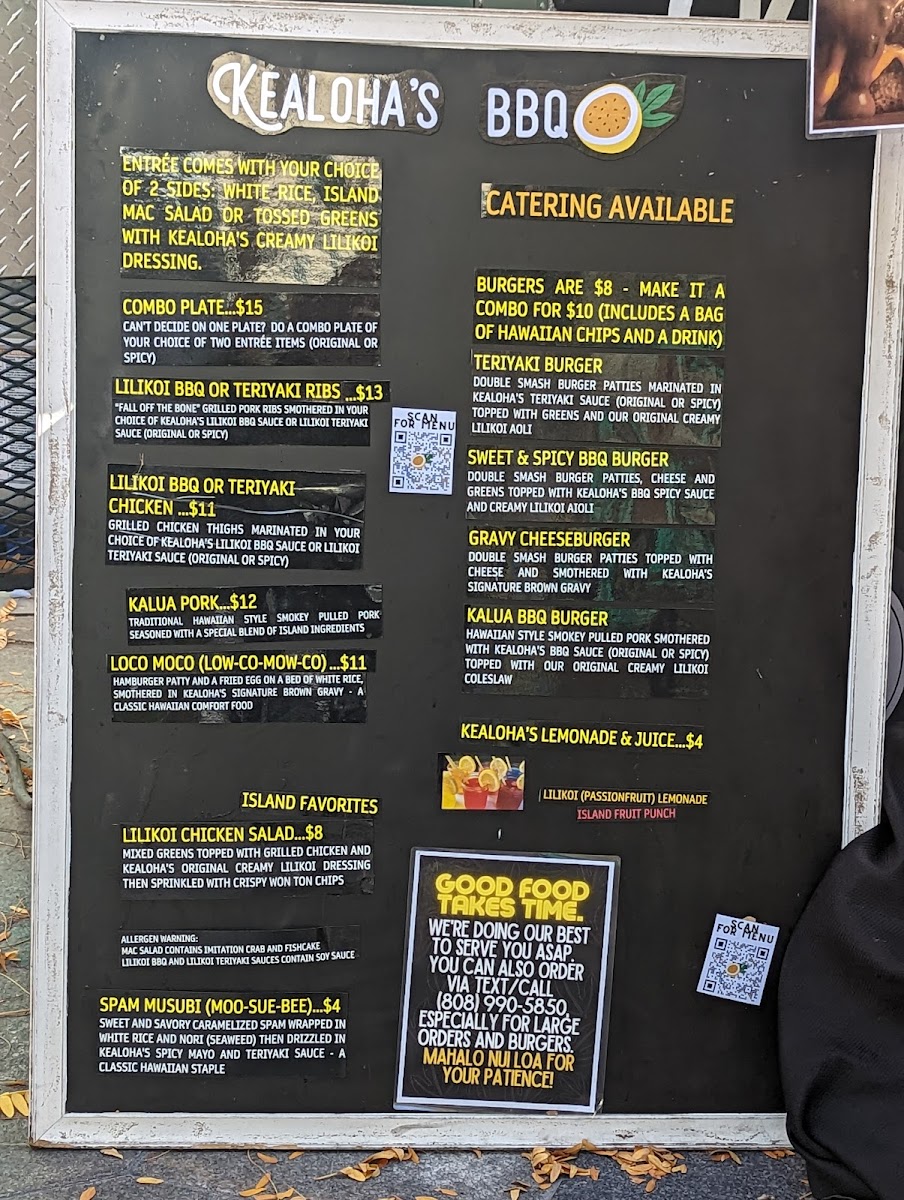 KEALOHA'S BBQ
ENTRÉE COMES WITH YOUR CHOICE
OF 2 SIDES: WHITE RICE, ISLAND
MAC SALAD OR TOSSED GREENS
WITH KEALOHA'S CREAMY LILIKOI
DRESSING.
COMBO PLATE...$15
CAN'T DECIDE ON ONE PLATE? DO A COMBO PLATE OF
YOUR CHOICE OF TWO ENTRÉE ITEMS (ORIGINAL OR
SPICY)
LILIKOI BBQ OR TERIYAKI RIBS ...$13
"FALL OFF THE BONE" GRILLED PORK RIBS SMOTHERED IN YOUR
CHOICE OF KEALOHA'S LILIKOI BBQ SAUCE OR LILIKOI TERIYAKI
SAUCE (ORIGINAL OR SPICY)
LILIKOI BBQ OR TERIYAKI
CHICKEN ...$11
GRILLED CHICKEN THIGHS MARINATED IN YOUR
CHOICE OF KEALOHA'S LILIKOI BBQ SAUCE OR LILIKOI
TERIYAKI SAUCE (ORIGINAL OR SPICY)
KALUA PORK...$12
TRADITIONAL HAWAIIAN STYLE SMOKEY PULLED PORK
SEASONED WITH A SPECIAL BLEND OF ISLAND INGREDIENTS
LOCO MOCO (LOW-CO-MOW-CO) ...$11
HAMBURGER PATTY AND A FRIED EGG ON A BED OF WHITE RICE,
SMOTHERED IN KEALOHA'S SIGNATURE BROWN GRAVY - A
CLASSIC HAWAIIAN COMFORT FOOD
ISLAND FAVORITES
LILIKOI CHICKEN SALAD...$8
MIXED GREENS TOPPED WITH GRILLED CHICKEN AND
KEALOHA'S ORIGINAL CREAMY LILIKOI DRESSING
THEN SPRINKLED WITH CRISPY WON TON CHIPS
ALLERGEN WARNING:
MAC SALAD CONTAINS IMITATION CRAB AND FISHCAKE
LILIKOI BBQ AND LILIKOI TERIYAKI SAUCES CONTAIN SOY SAUCE
SPAM MUSUBI (MOO-SUE-BEE)...$4
SWEET AND SAVORY CARAMELIZED SPAM WRAPPED IN
WHITE RICE AND NORI (SEAWEED) THEN DRIZZLED IN
KEALOHA'S SPICY MAYO AND TERIYAKI SAUCE - A
CLASSIC HAWAIIAN STAPLE
SCAN
FOR MENU
CATERING AVAILABLE
BURGERS ARE $8 - MAKE IT A
COMBO FOR $10 (INCLUDES A BAG
OF HAWAIIAN CHIPS AND A DRINK)
TERIYAKI BURGER
DOUBLE SMASH BURGER PATTIES MARINATED IN
KEALOHA'S TERIYAKI SAUCE (ORIGINAL OR SPICY)
TOPPED WITH GREENS AND OUR ORIGINAL CREAMY
LILIKOI AOLI
SWEET & SPICY BBQ BURGER
DOUBLE SMASH BURGER PATTIES, CHEESE AND
GREENS TOPPED WITH KEALOHA'S BBQ SPICY SAUCE
AND CREAMY LILIKOI AIOLI
GRAVY CHEESEBURGER
DOUBLE SMASH BURGER PATTIES TOPPED WITH
CHEESE AND SMOTHERED WITH KEALOHA'S
SIGNATURE BROWN GRAVY
KALUA BBQ BURGER
HAWAIIAN STYLE SMOKEY PULLED PORK SMOTHERED
WITH KEALOHA'S BBQ SAUCE (ORIGINAL OR SPICY)
TOPPED WITH OUR ORIGINAL CREAMY LILIKOI
COLESLAW
KEALOHA'S LEMONADE & JUICE...$4
LILIKOI (PASSIONFRUIT) LEMONADE
ISLAND FRUIT PUNCH
GOOD FOOD
TAKES TIME.
WE'RE DOING OUR BEST
TO SERVE YOU ASAP.
YOU CAN ALSO ORDER
VIA TEXT/CALL
(808) 990-5850,
ESPECIALLY FOR LARGE
ORDERS AND BURGERS.
MAHALO NUI LOA FOR
YOUR PATIENCE!
SCAN
FOR MENU